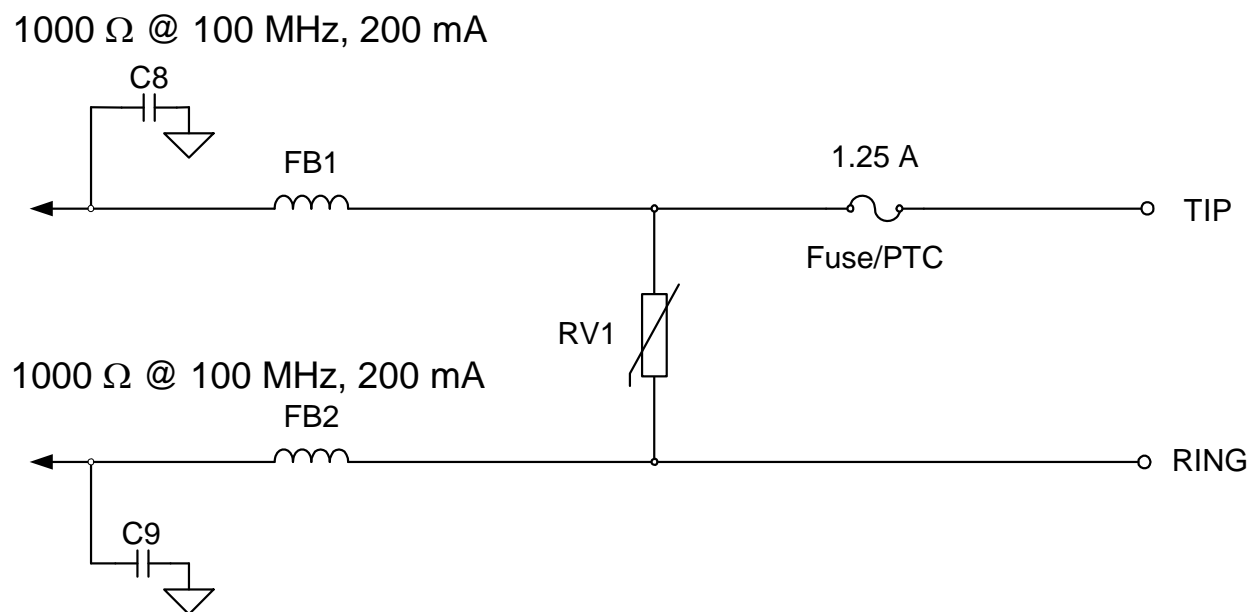 1000 Ω @ 100 MHz, 200 mA
C8
FB1
1.25 A
TIP
Fuse/PTC
RV1
1000 Ω @ 100 MHz, 200 mA
FB2
RING
C9